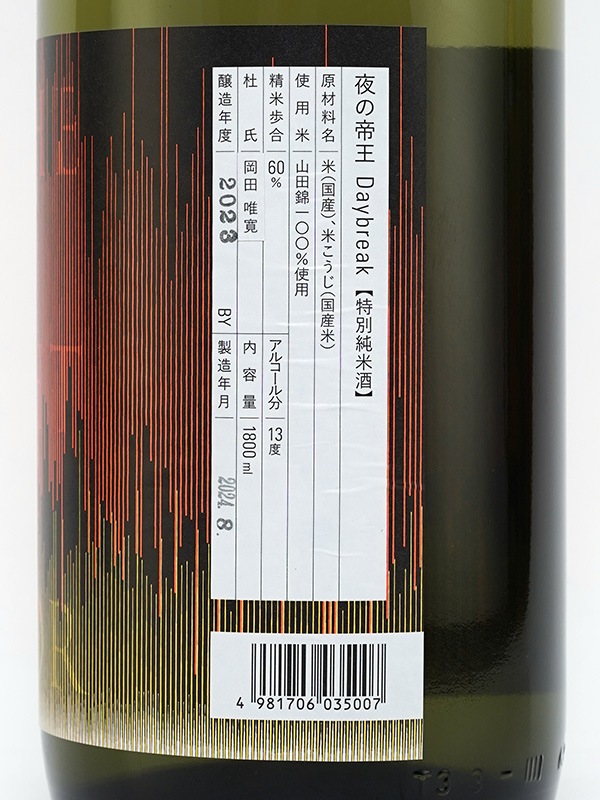 夜の帝王 Daybreak【特別純米酒】
原材料名 米(国産)、米こうじ(国産米)
使用米 山田錦一〇〇%使用
精米歩合 60% アルコール分 13度
杜氏 岡田 唯寛 内容量 1800ml
醸造年度 2023 BY 製造年月 2024. 8.
4 981706 035007